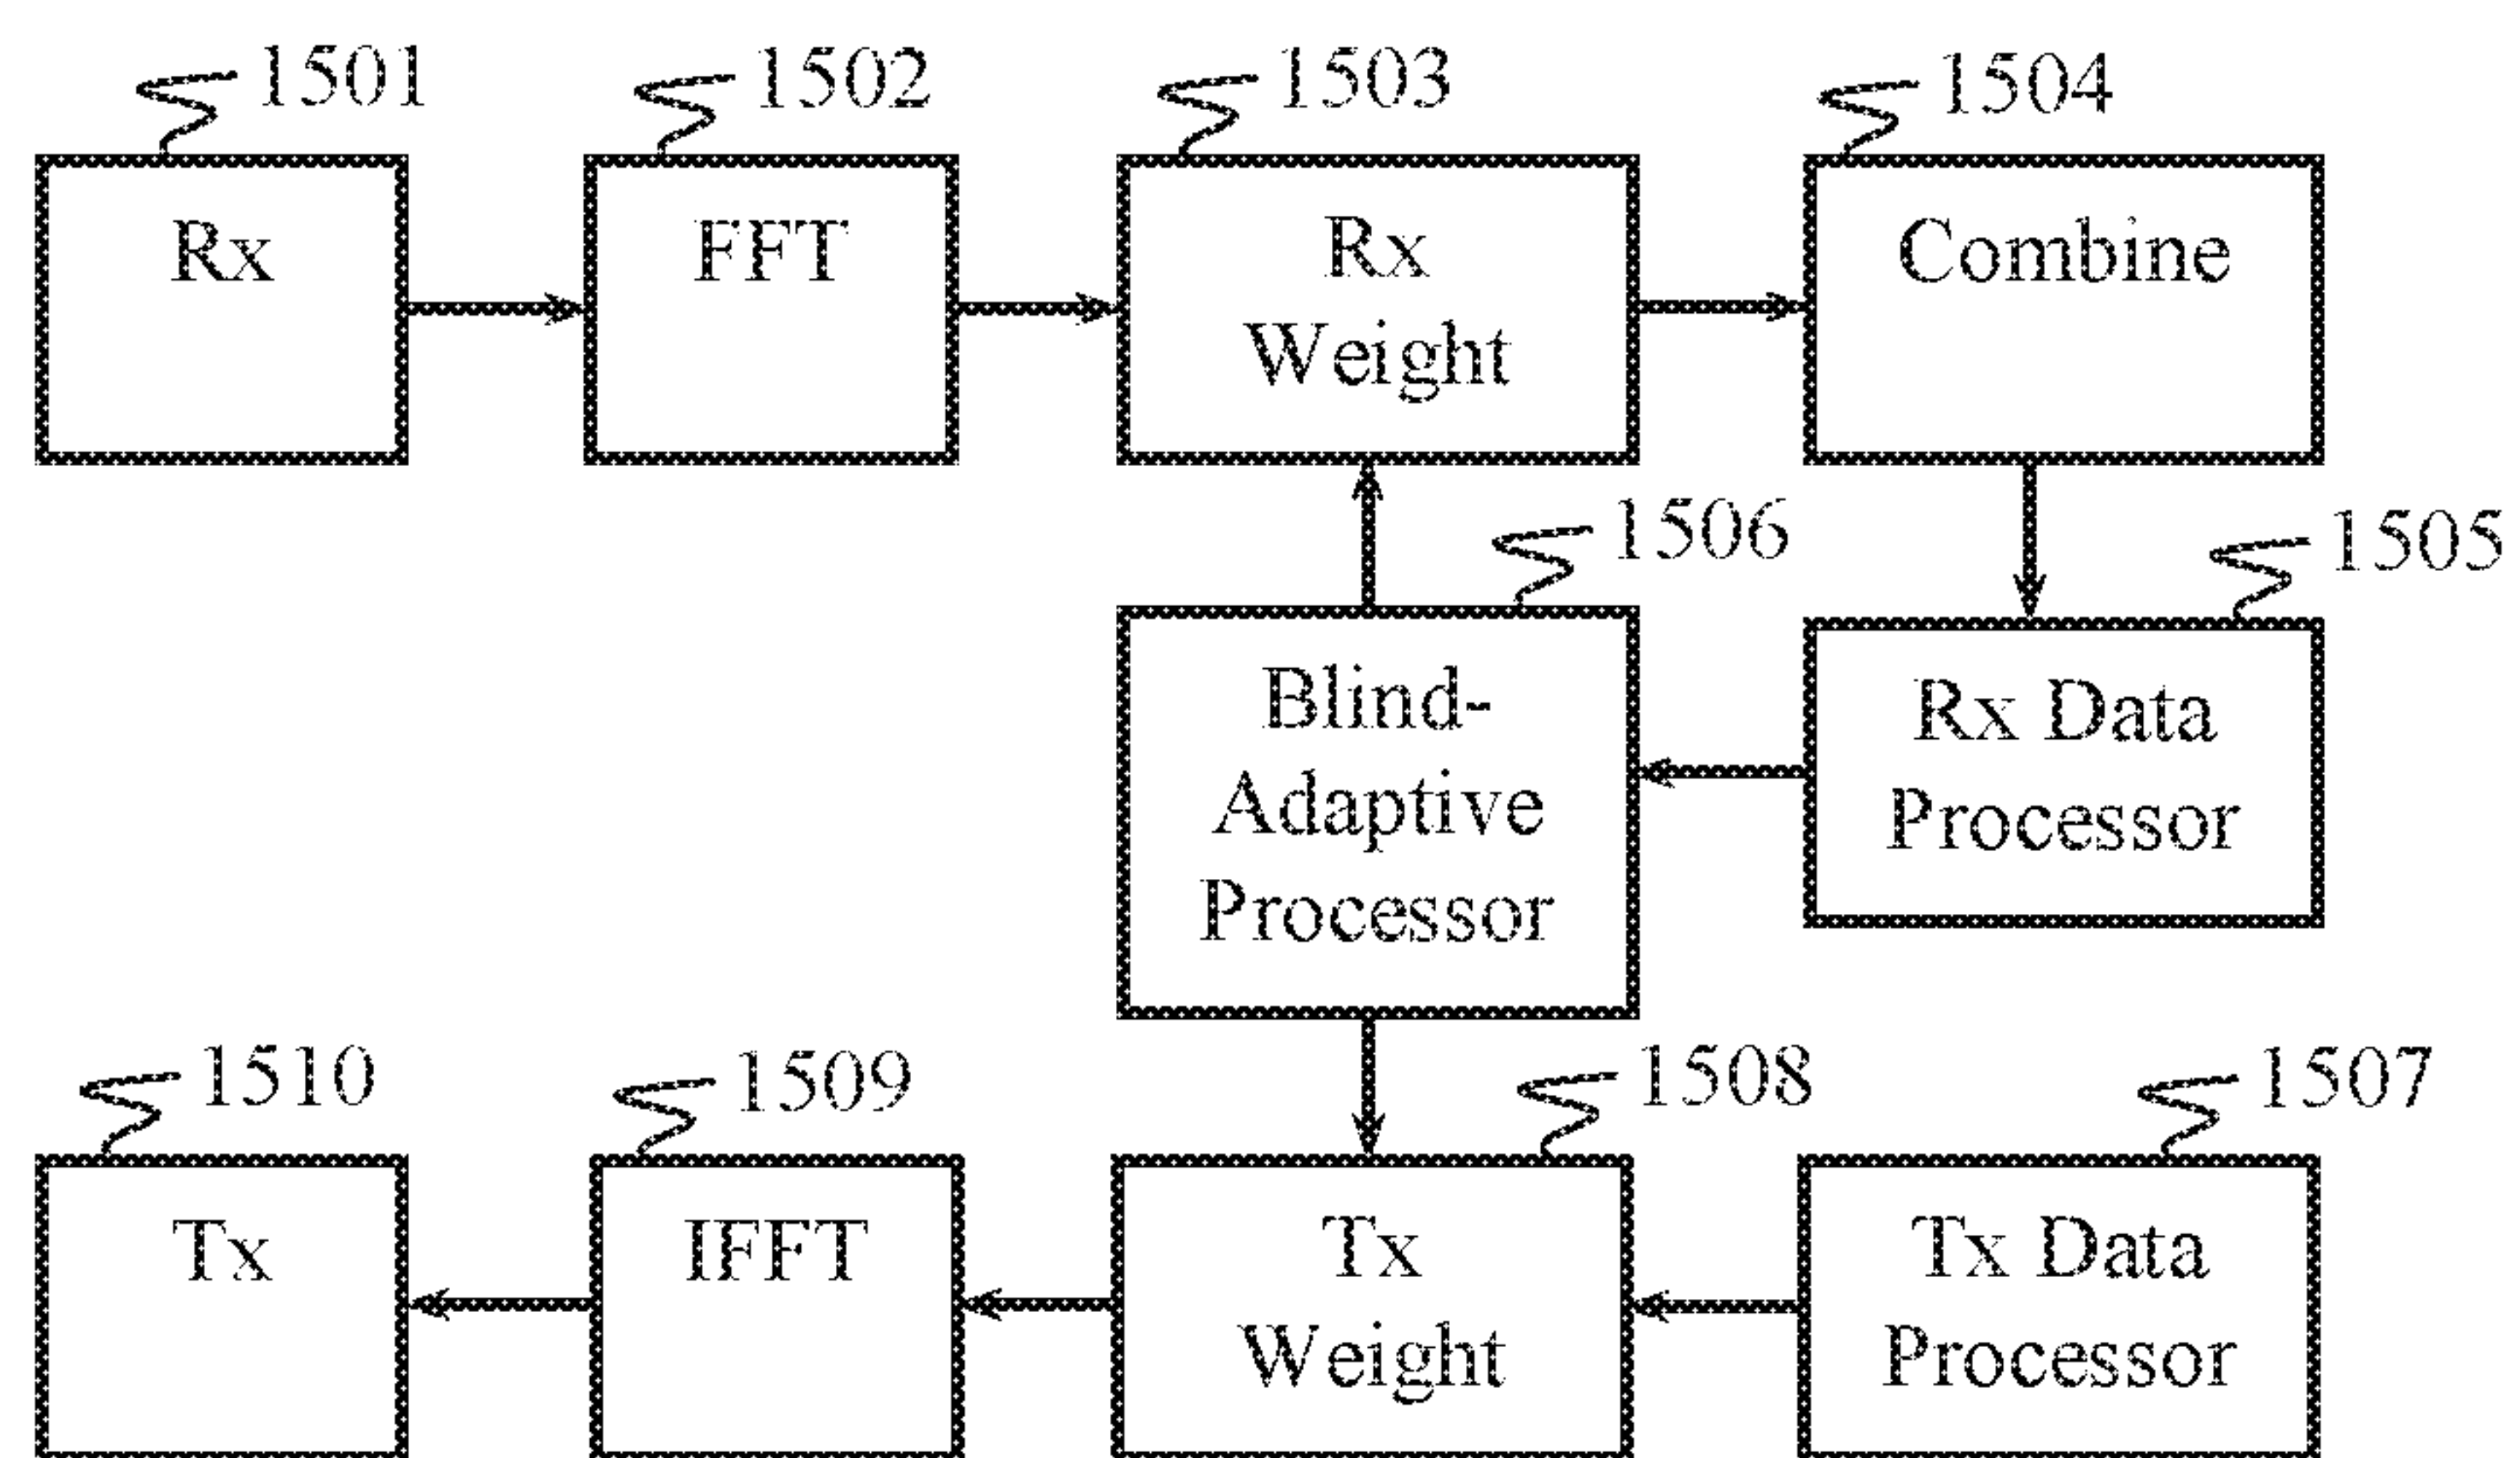 1501
1502
1503
1504
Rx
FFT
Rx
Weight
Combine
1506
1505
Blind-
Adaptive
Processor
Rx Data
Processor
1510
1509
1508
1507
Tx
IFFT
Tx
Weight
Tx Data
Processor